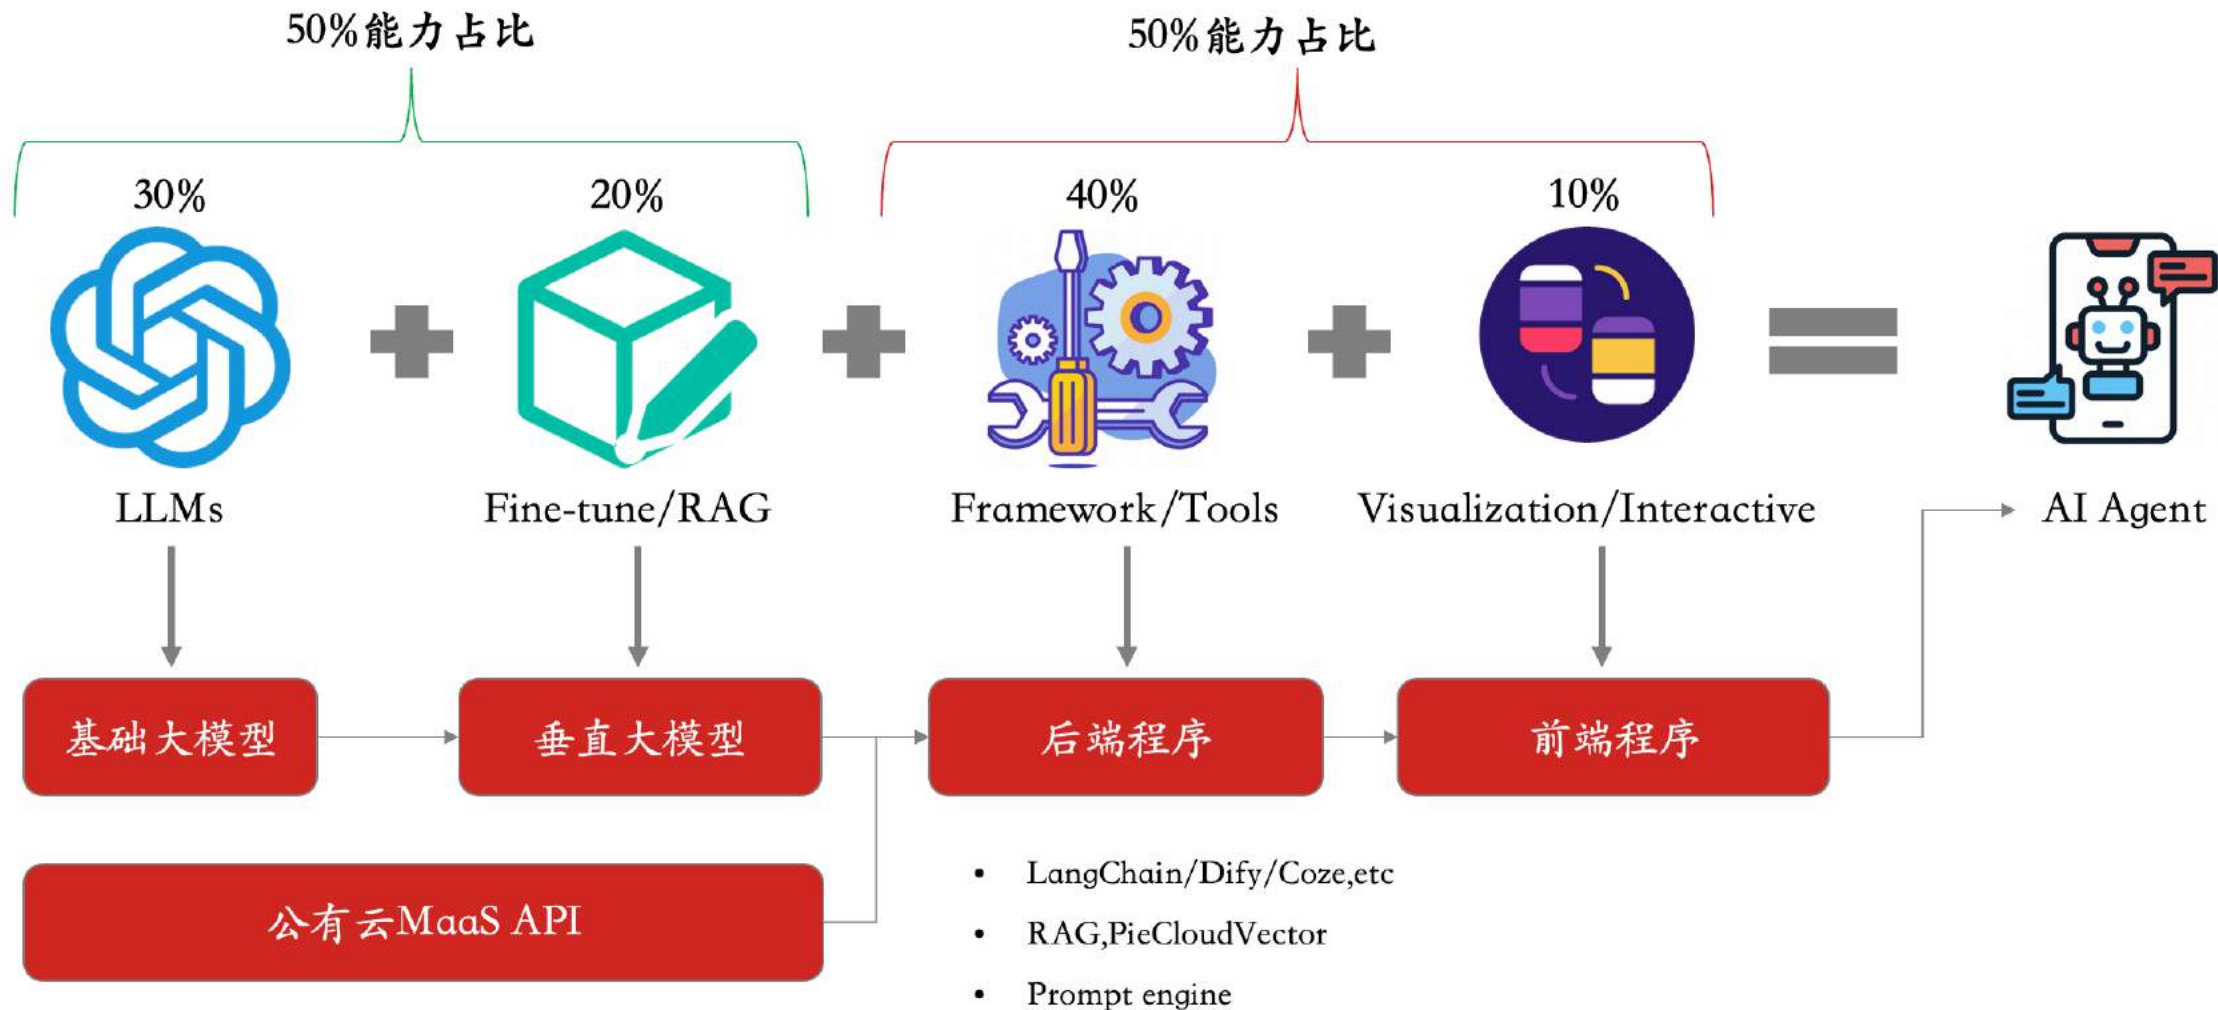 50%能力占比
50%能力占比
30%
20%
40%
10%
LLMs
Fine-tune/RAG
Framework/Tools
Visualization/Interactive
AI Agent
基础大模型
垂直大模型
后端程序
前端程序
公有云MaaS API
• LangChain/Dify/Coze,etc
• RAG,PieCloudVector
• Prompt engine